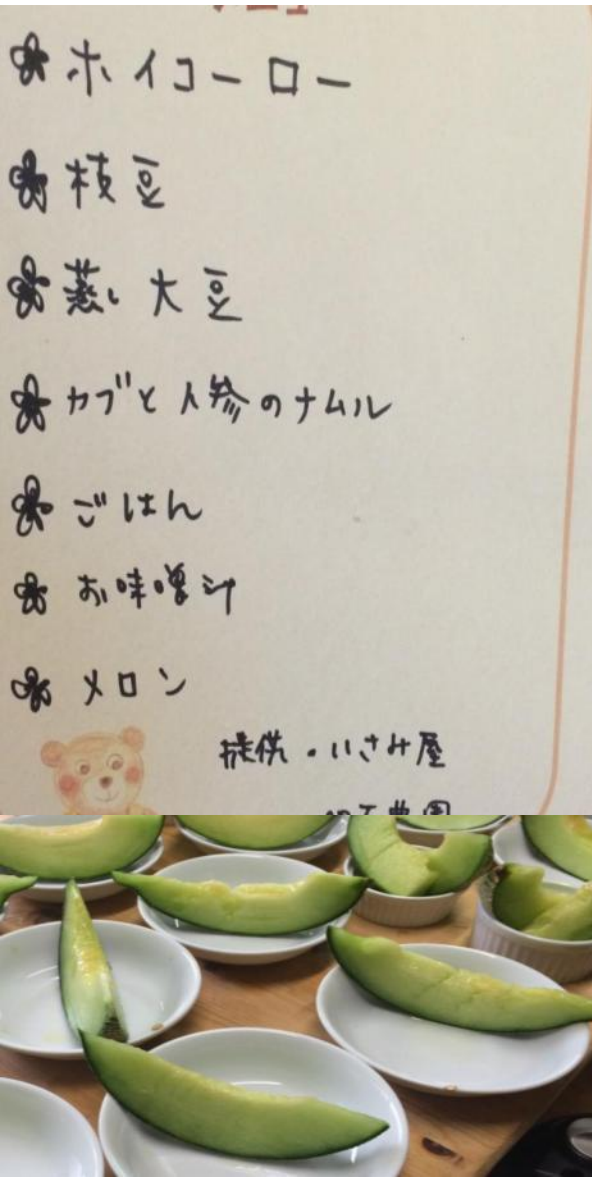 ホイコーロー
枝豆
蒸し大豆
カブと人参のナムル
ごはん
お味噌汁
メロン
提供・いさみ屋